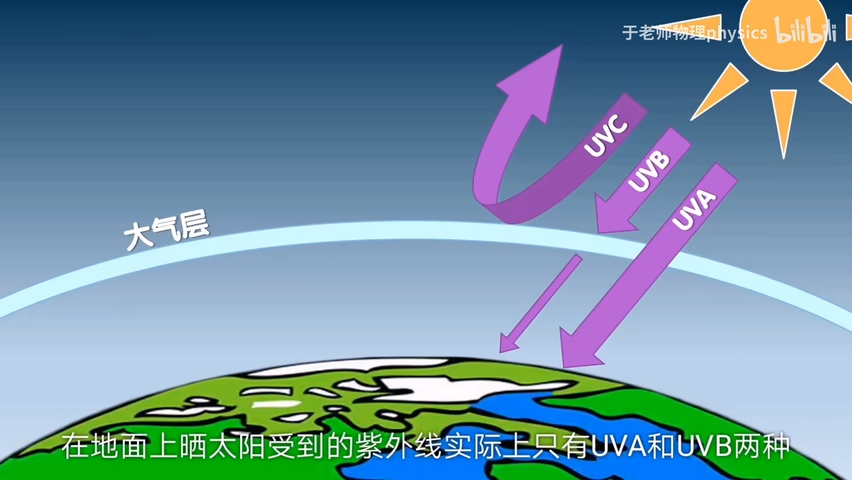 于老师物理physics bilibili
UVC
UVB
UVA
大气层
在地面上晒太阳受到的紫外线实际上只有UVA和UVB两种